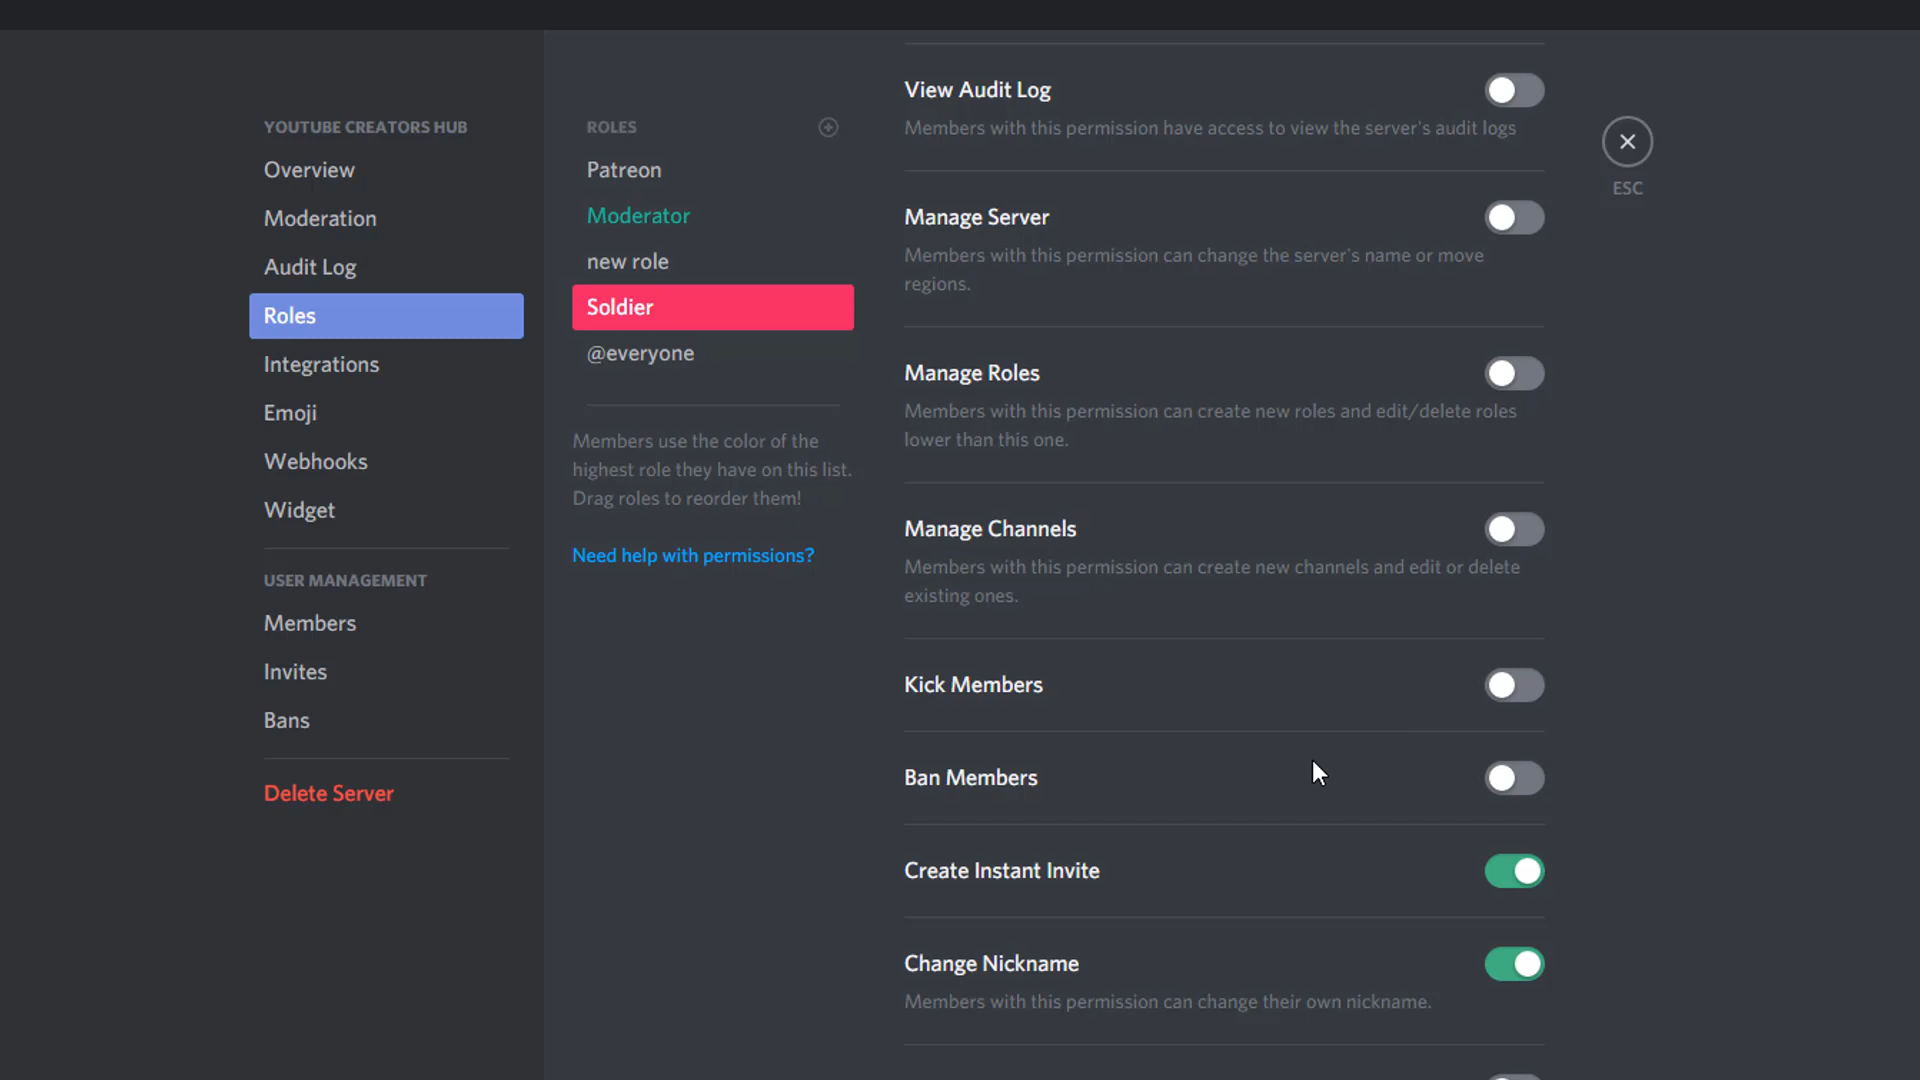 YOUTUBE CREATORS HUB
Overview
Moderation
Audit Log
Roles
Integrations
Emoji
Webhooks
Widget
USER MANAGEMENT
Members
Invites
Bans
Delete Server
ROLES
Patreon
Moderator
new role
Soldier
@everyone
Members use the color of the
highest role they have on this list.
Drag roles to reorder them!
Need help with permissions?
View Audit Log
Members with this permission have access to view the server's audit logs
Manage Server
Members with this permission can change the server's name or move
regions.
Manage Roles
Members with this permission can create new roles and edit/delete roles
lower than this one.
Manage Channels
Members with this permission can create new channels and edit or delete
existing ones.
Kick Members
Ban Members
Create Instant Invite
Change Nickname
Members with this permission can change their own nickname.
ESC